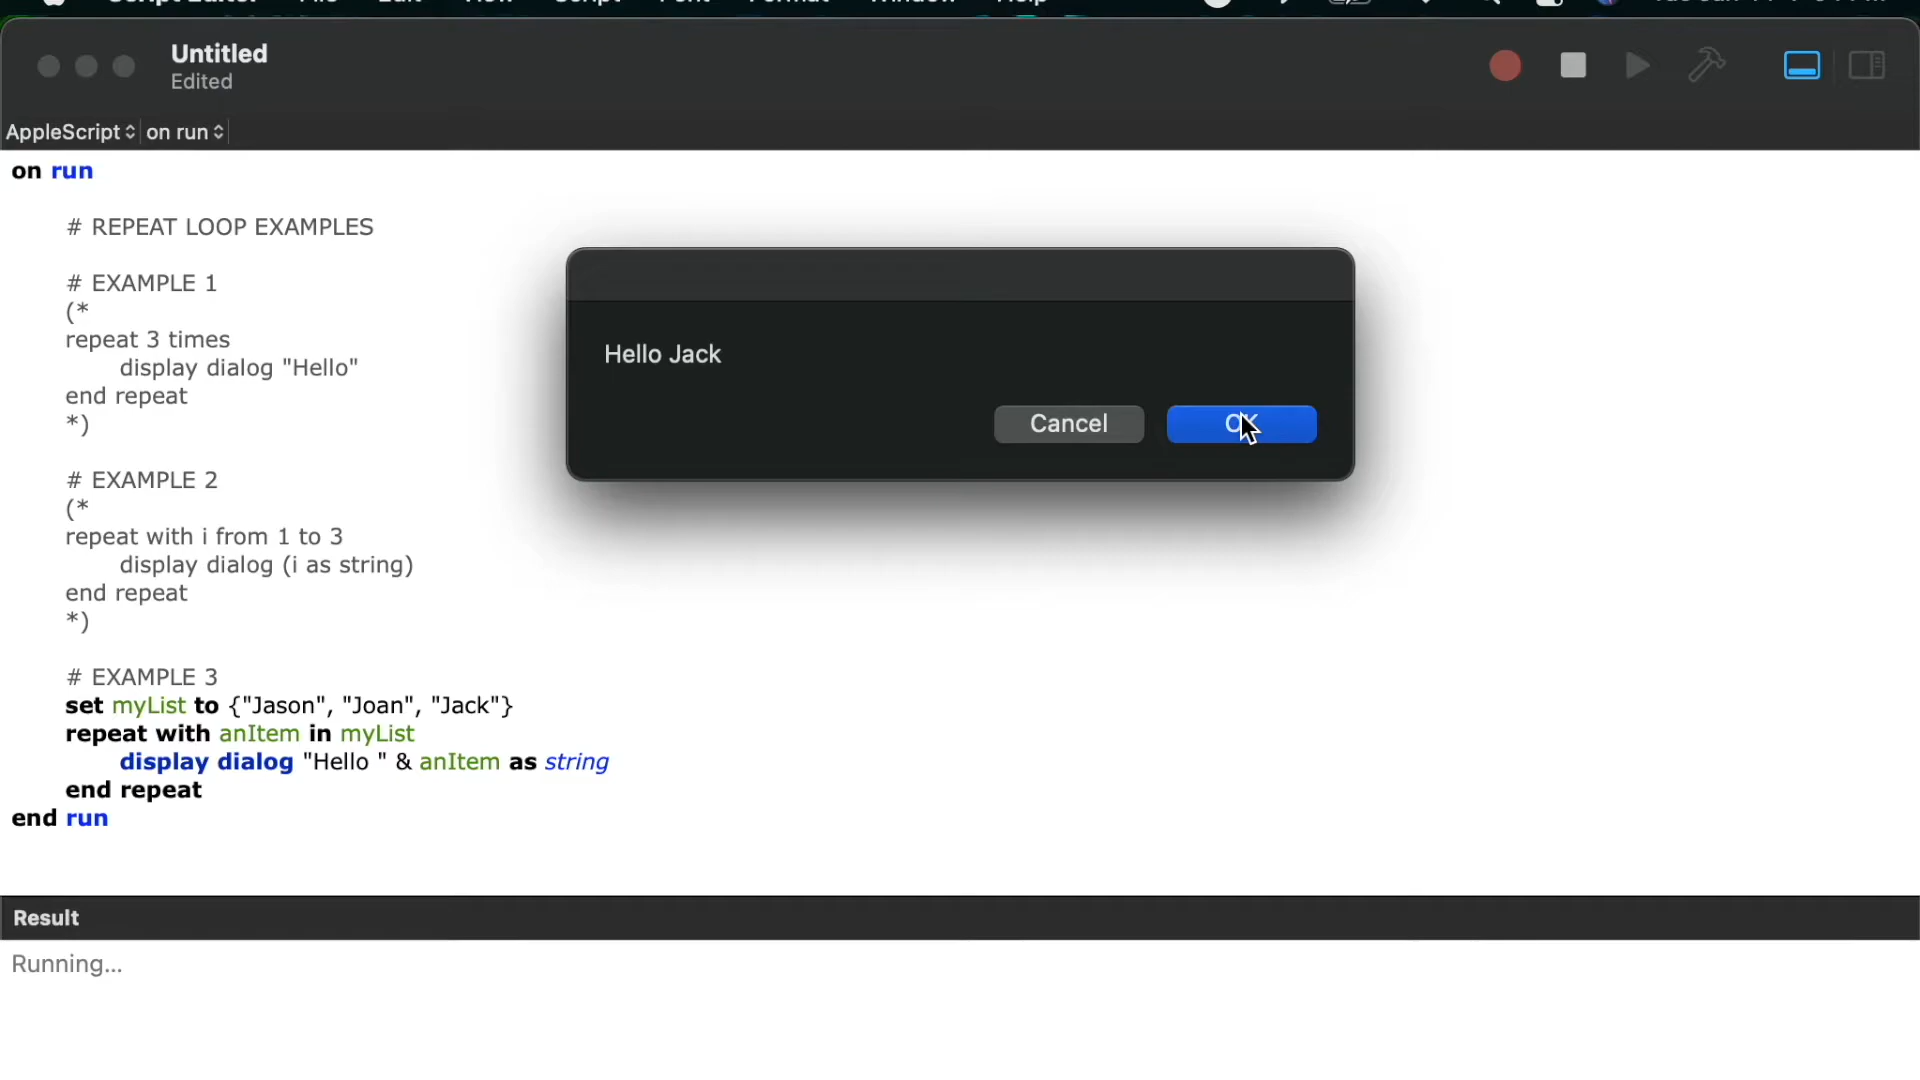 Untitled
Edited
AppleScript on run
on run
# REPEAT LOOP EXAMPLES
# EXAMPLE 1
(*
repeat 3 times
display dialog "Hello"
end repeat
*)
# EXAMPLE 2
(*
repeat with i from 1 to 3
display dialog (i as string)
end repeat
*)
# EXAMPLE 3
set myList to {"Jason", "Joan", "Jack"}
repeat with anItem in myList
display dialog "Hello " & anItem as string
end repeat
end run
Hello Jack
Cancel OK
Result
Running...